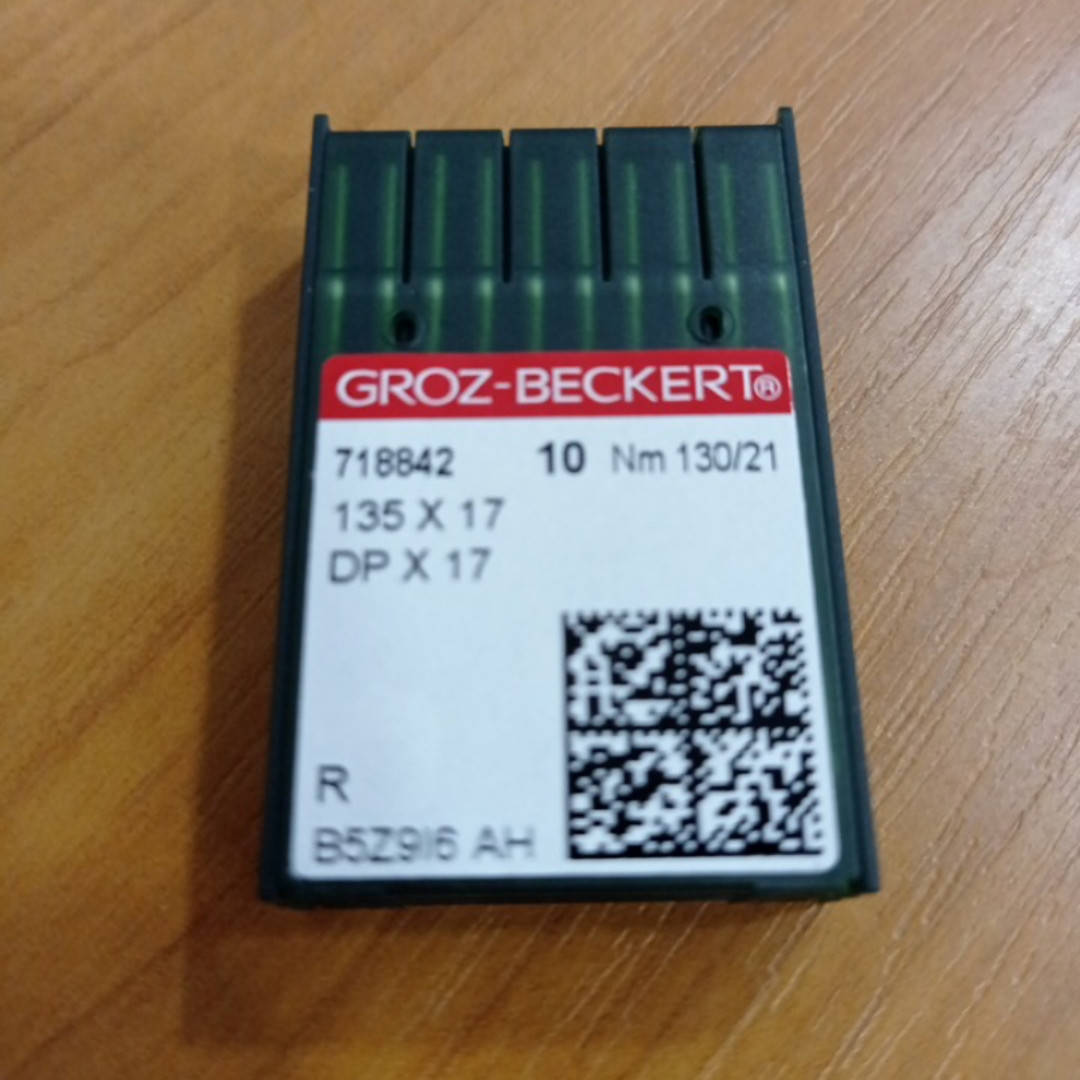 GROZ-BECKERT®
718842 10 Nm 130/21
135 X 17
DP X 17
R
B5Z9I6 AH